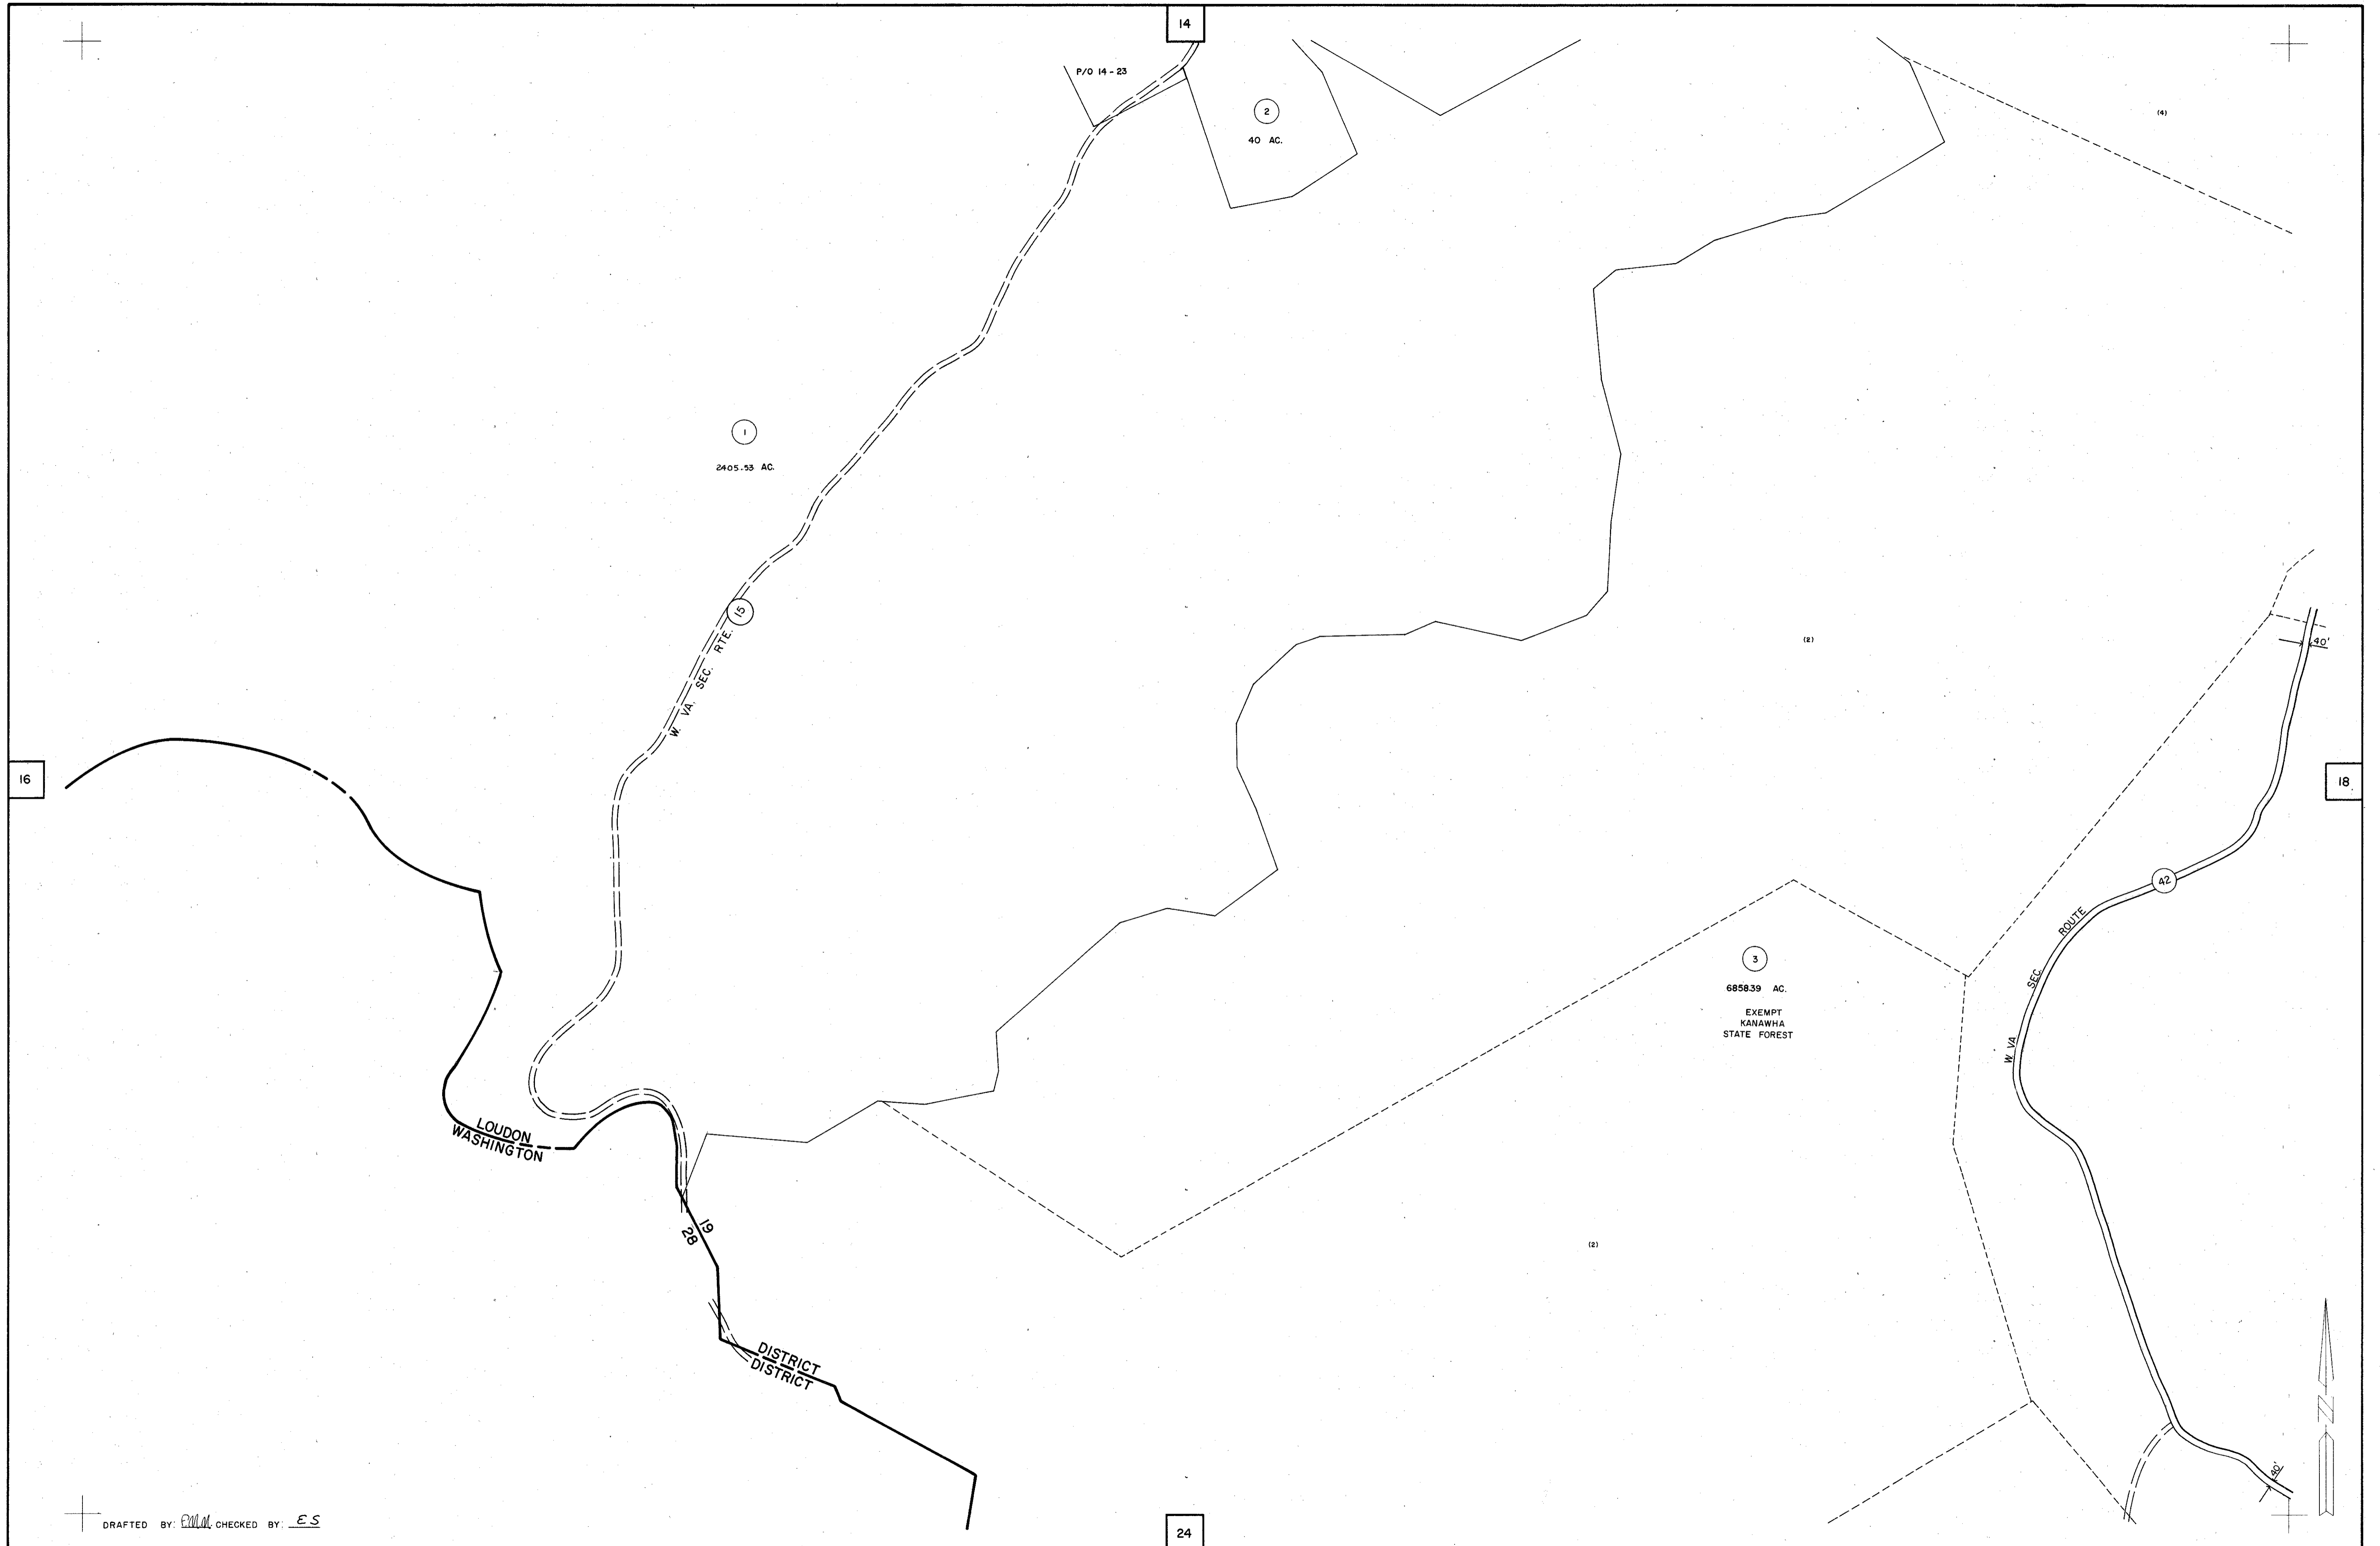 14
P/O 14-23
2
40 AC.
(4)
1
2405.53 AC.
15
W. VA. SEC. RTE.
(2)
40'
16
18
42
W. VA. SEC. ROUTE
3
6858.39 AC.
EXEMPT
KANAWHA
STATE FOREST
LOUDON
WASHINGTON
19
28
(2)
DISTRICT
DISTRICT
N
40'
DRAFTED BY: P.M.M. CHECKED BY: ES
24